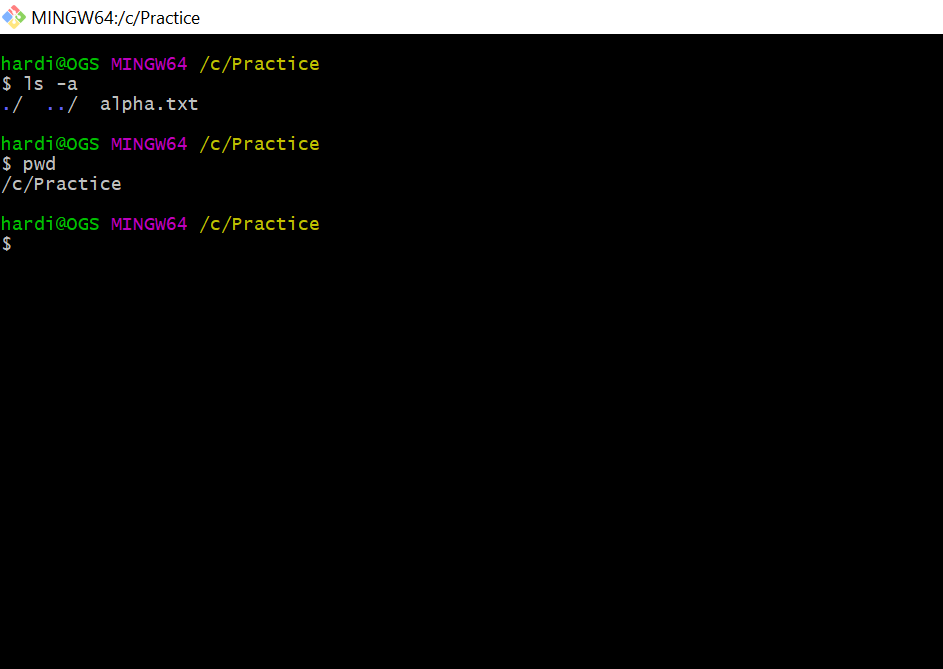 MINGW64:/c/Practice
hardi@OGS MINGW64 /c/Practice
$ ls -a
./  ../  alpha.txt
hardi@OGS MINGW64 /c/Practice
$ pwd
/c/Practice
hardi@OGS MINGW64 /c/Practice
$